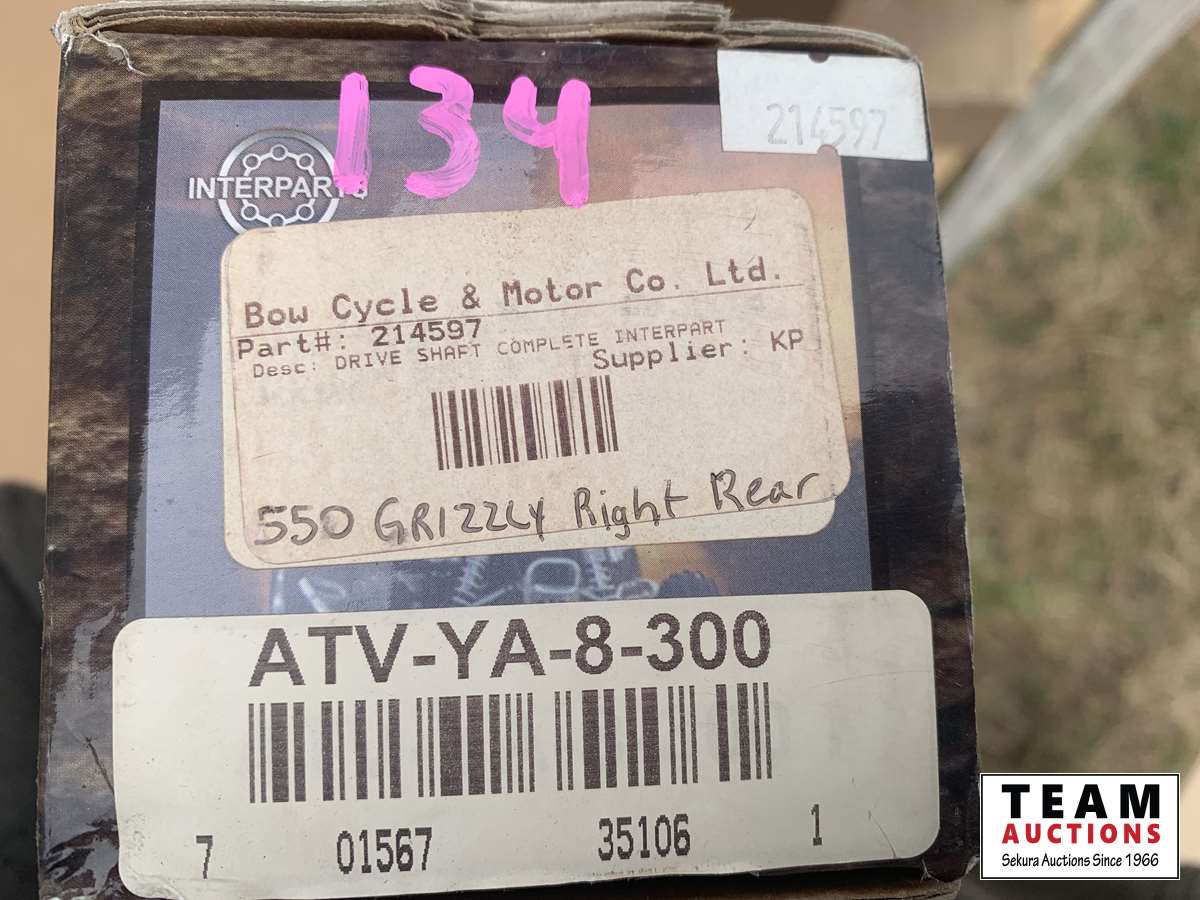 134
214597
INTERPARTS
Bow Cycle & Motor Co. Ltd.
Part#: 214597
Desc: DRIVE SHAFT COMPLETE INTERPART
Supplier: KP
550 GRIZZLY Right Rear
ATV-YA-8-300
7 01567 35106 1
TEAM
AUCTIONS
Sekura Auctions Since 1966